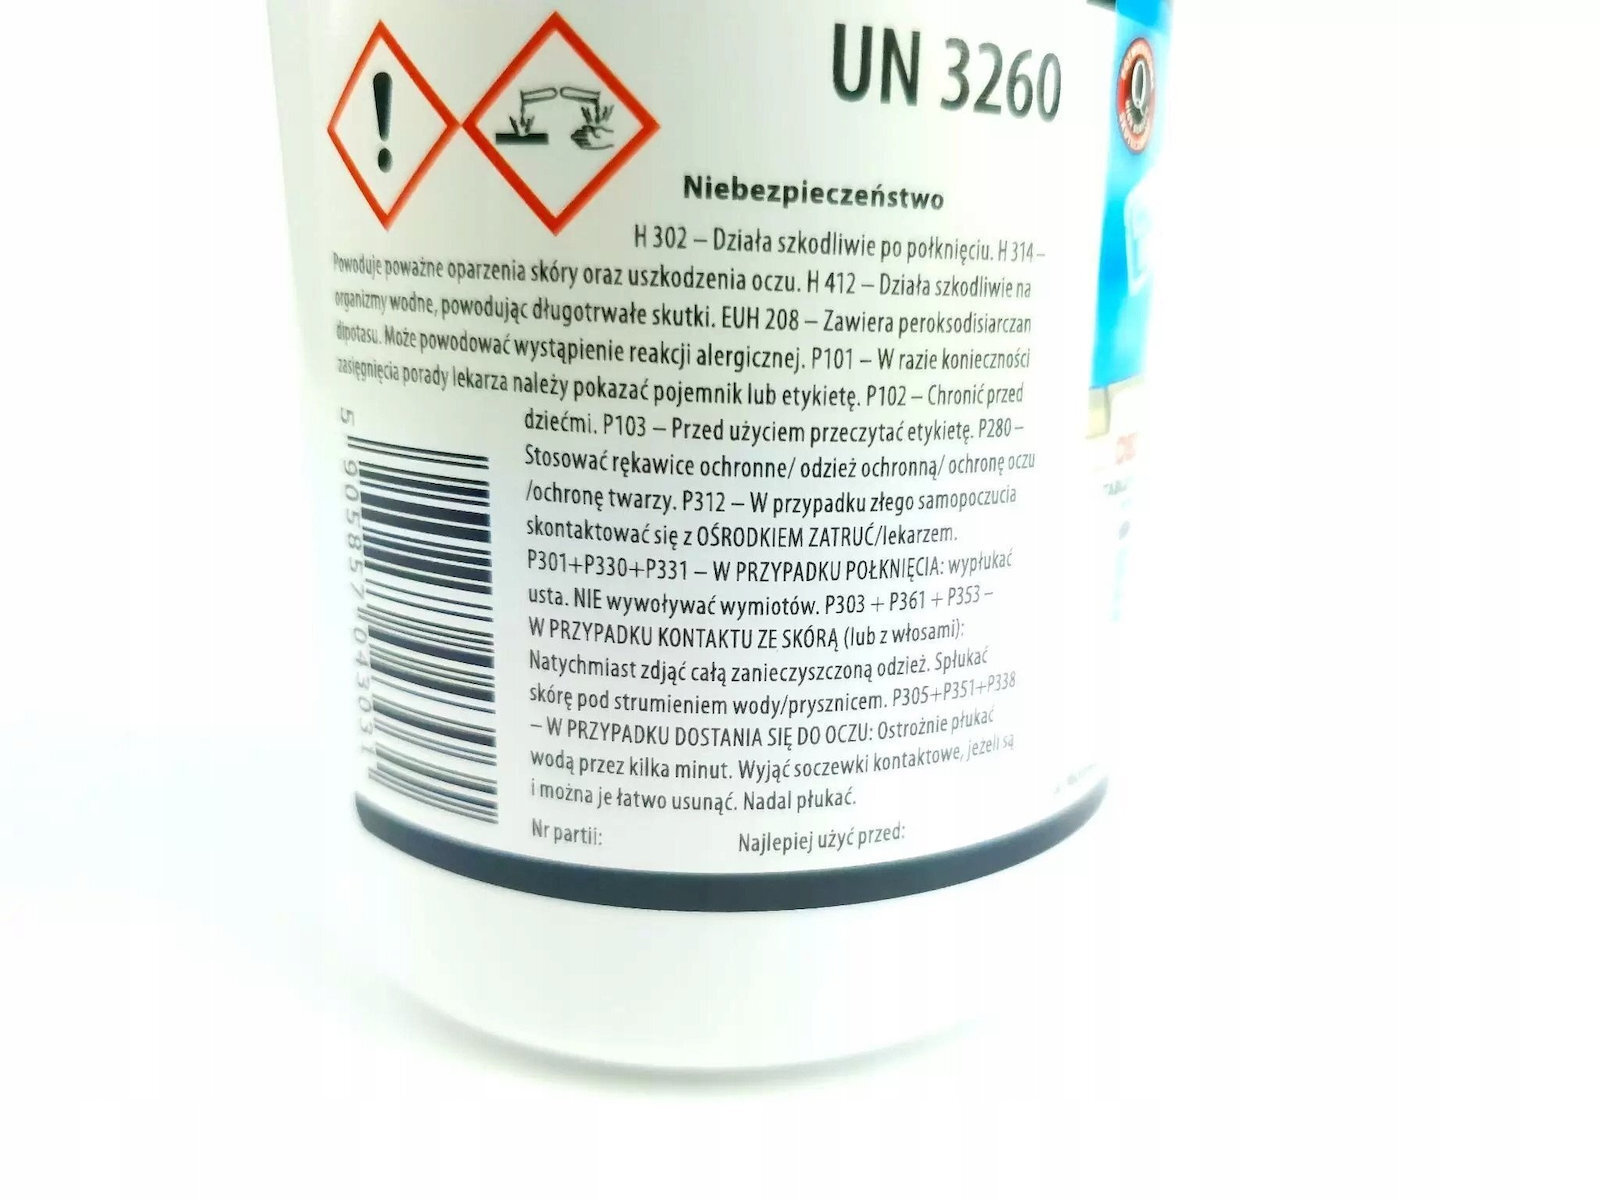 UN 3260
Niebezpieczeństwo
H 302 – Działa szkodliwie po połknięciu. H 314 –
Powoduje poważne oparzenia skóry oraz uszkodzenia oczu. H 412 – Działa szkodliwie na
organizmy wodne, powodując długotrwałe skutki. EUH 208 – Zawiera peroksodisiarczan
dipotasu. Może powodować wystąpienie reakcji alergicznej. P101 – W razie konieczności
zasięgnięcia porady lekarza należy pokazać pojemnik lub etykietę. P102 – Chronić przed
dziećmi. P103 – Przed użyciem przeczytać etykietę. P280 –
Stosować rękawice ochronne/ odzież ochronną/ ochronę oczu
/ochronę twarzy. P312 – W przypadku złego samopoczucia
skontaktować się z OŚRODKIEM ZATRUĆ/lekarzem.
P301+P330+P331 – W PRZYPADKU POŁKNIĘCIA: wypłukać
usta. NIE wywoływać wymiotów. P303 + P361 + P353 –
W PRZYPADKU KONTAKTU ZE SKÓRĄ (lub z włosami):
Natychmiast zdjąć całą zanieczyszczoną odzież. Spłukać
skórę pod strumieniem wody/prysznicem. P305+P351+P338
– W PRZYPADKU DOSTANIA SIĘ DO OCZU: Ostrożnie płukać
wodą przez kilka minut. Wyjąć soczewki kontaktowe, jeżeli są
i można je łatwo usunąć. Nadal płukać.
Nr partii: Najlepiej użyć przed:
5 905857 043031
Q